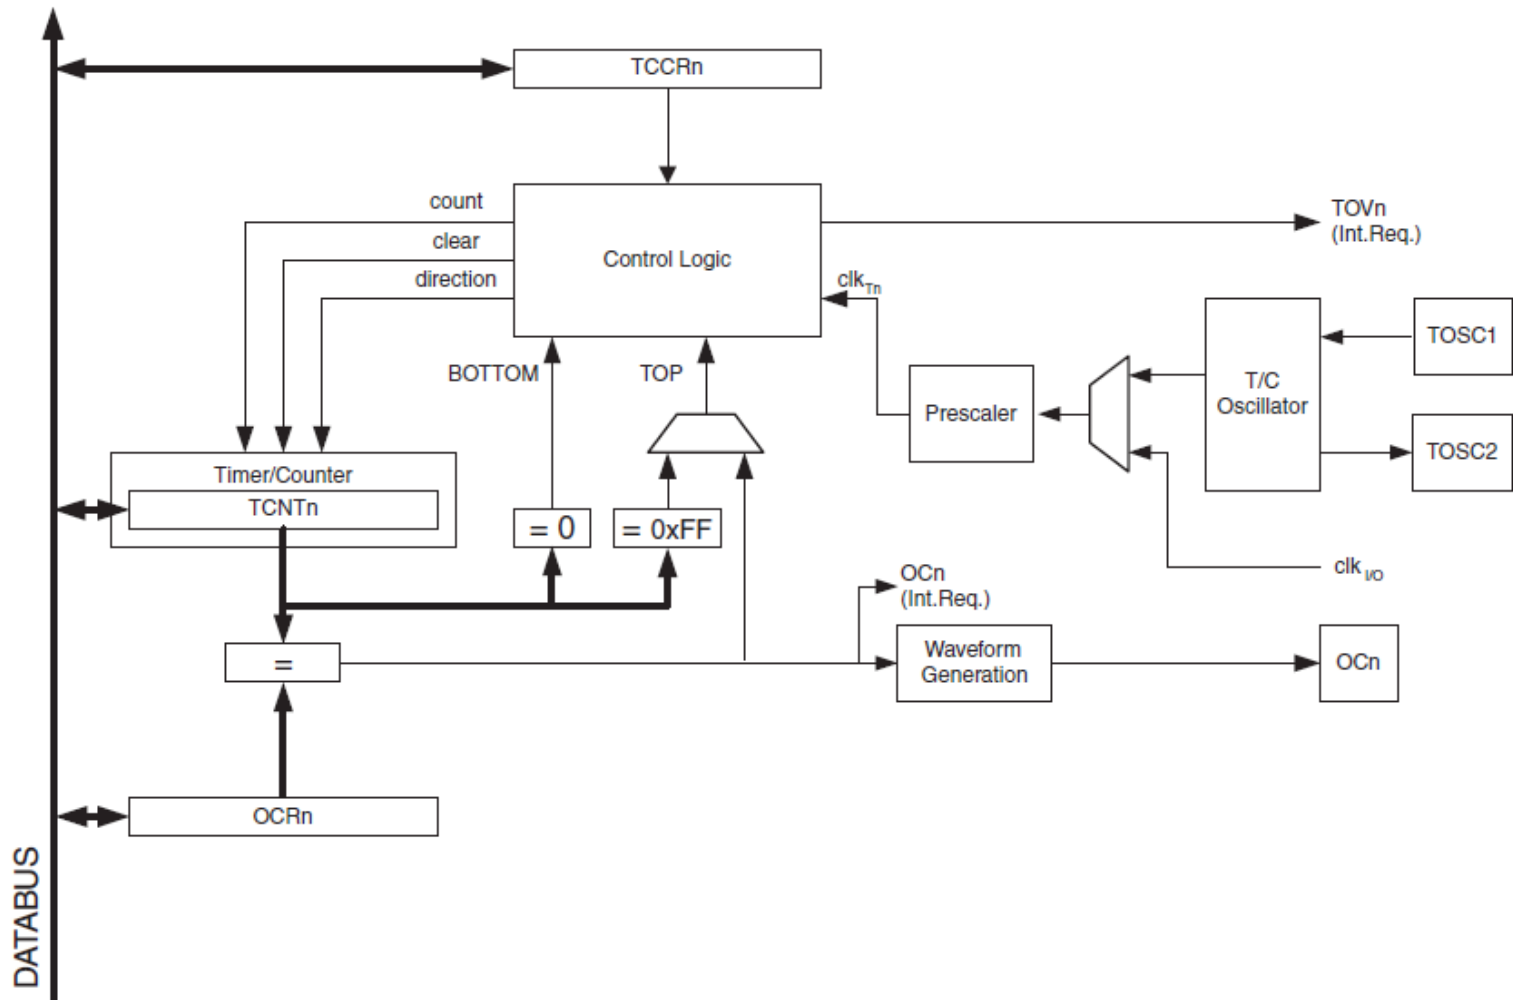 TCCRn
count
clear
direction
Control Logic
TOVn
(Int.Req.)
clkTn
BOTTOM
TOP
Prescaler
T/C
Oscillator
TOSC1
TOSC2
Timer/Counter
TCNTn
= 0
= 0xFF
clk I/O
OCn
(Int.Req.)
=
Waveform
Generation
OCn
OCRn
DATABUS